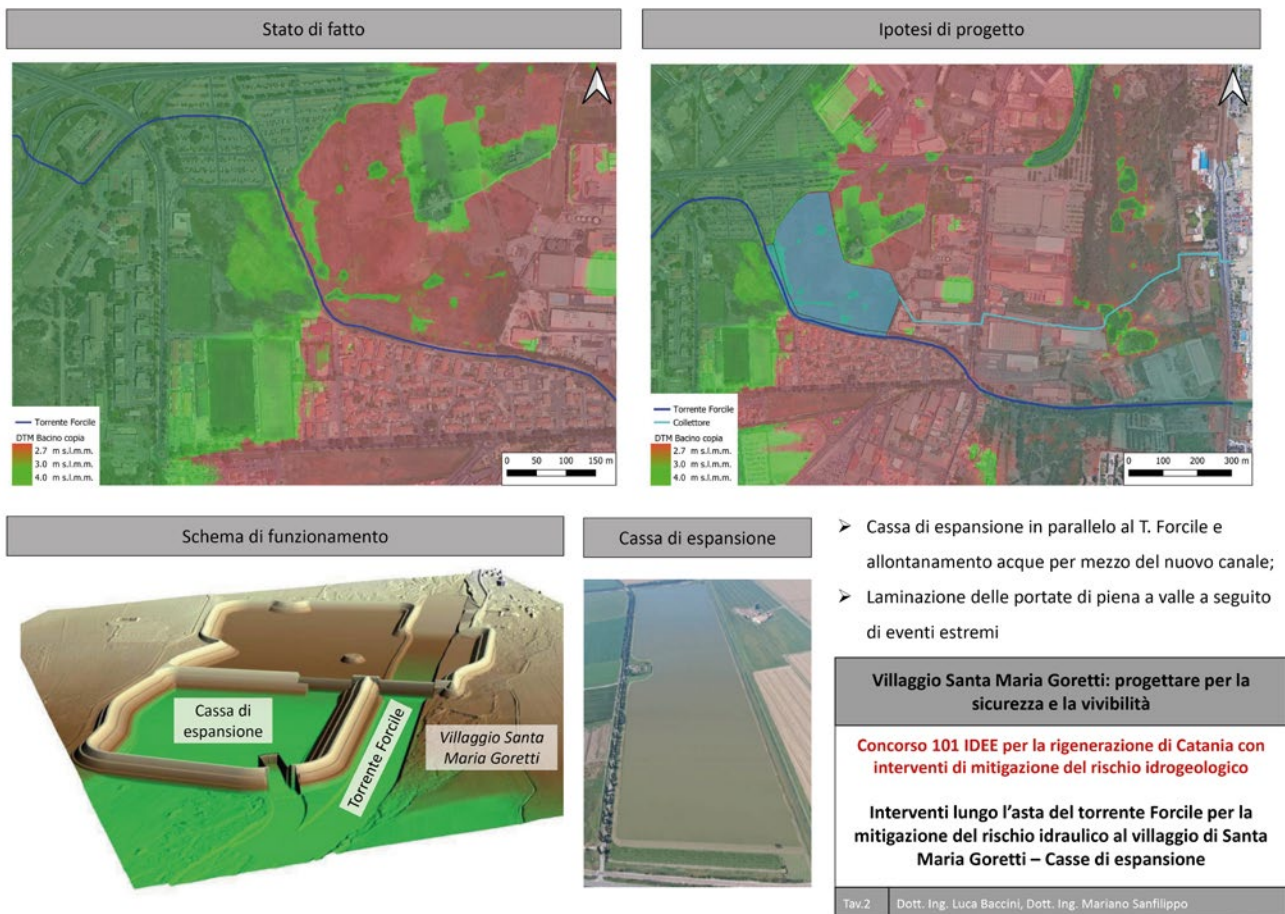 Stato di fatto
Torrente Forcile
DTM Bacino copia
2.7 m s.l.m.m.
3.0 m s.l.m.m.
4.0 m s.l.m.m.
0 50 100 150 m
Ipotesi di progetto
Torrente Forcile
Collettore
DTM Bacino copia
2.7 m s.l.m.m.
3.0 m s.l.m.m.
4.0 m s.l.m.m.
0 100 200 300 m
Schema di funzionamento
Cassa di
espansione
Torrente Forcile
Villaggio Santa
Maria Goretti
Cassa di espansione
➢ Cassa di espansione in parallelo al T. Forcile e
allontanamento acque per mezzo del nuovo canale;
➢ Laminazione delle portate di piena a valle a seguito
di eventi estremi
Villaggio Santa Maria Goretti: progettare per la
sicurezza e la vivibilità
Concorso 101 IDEE per la rigenerazione di Catania con
interventi di mitigazione del rischio idrogeologico
Interventi lungo l’asta del torrente Forcile per la
mitigazione del rischio idraulico al villaggio di Santa
Maria Goretti – Casse di espansione
Tav.2 Dott. Ing. Luca Baccini, Dott. Ing. Mariano Sanfilippo